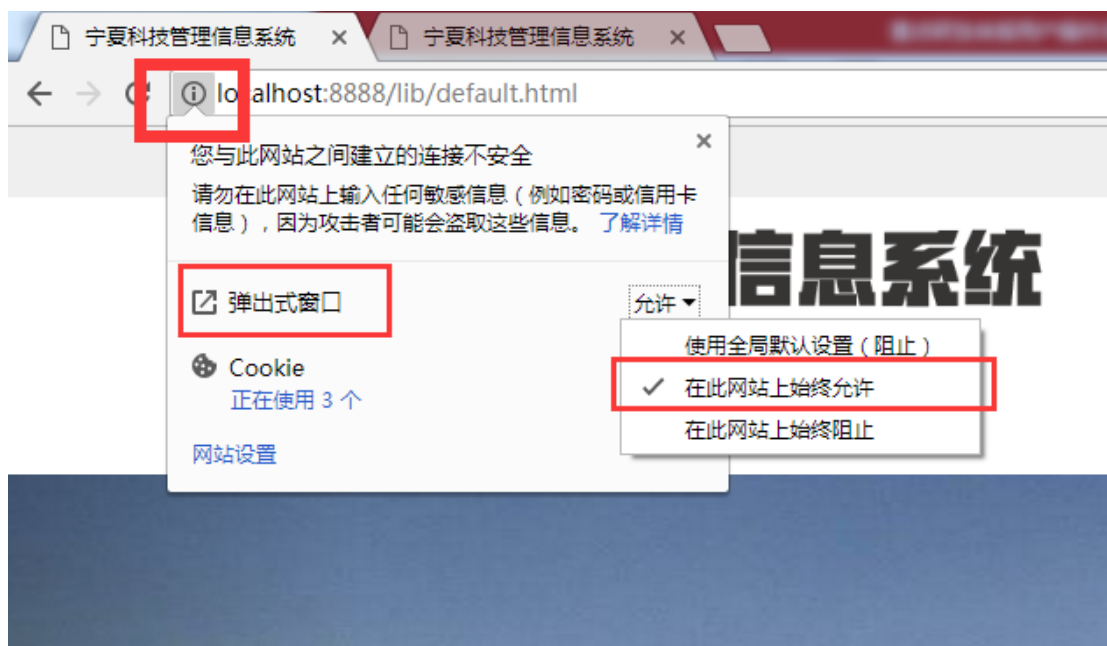 宁夏科技管理信息系统
宁夏科技管理信息系统
localhost:8888/lib/default.html
您与此网站之间建立的连接不安全
请勿在此网站上输入任何敏感信息（例如密码或信用卡
信息），因为攻击者可能会盗取这些信息。 了解详情
信息系统
弹出式窗口
允许
使用全局默认设置（阻止）
Cookie
在此网站上始终允许
正在使用 3 个
在此网站上始终阻止
网站设置